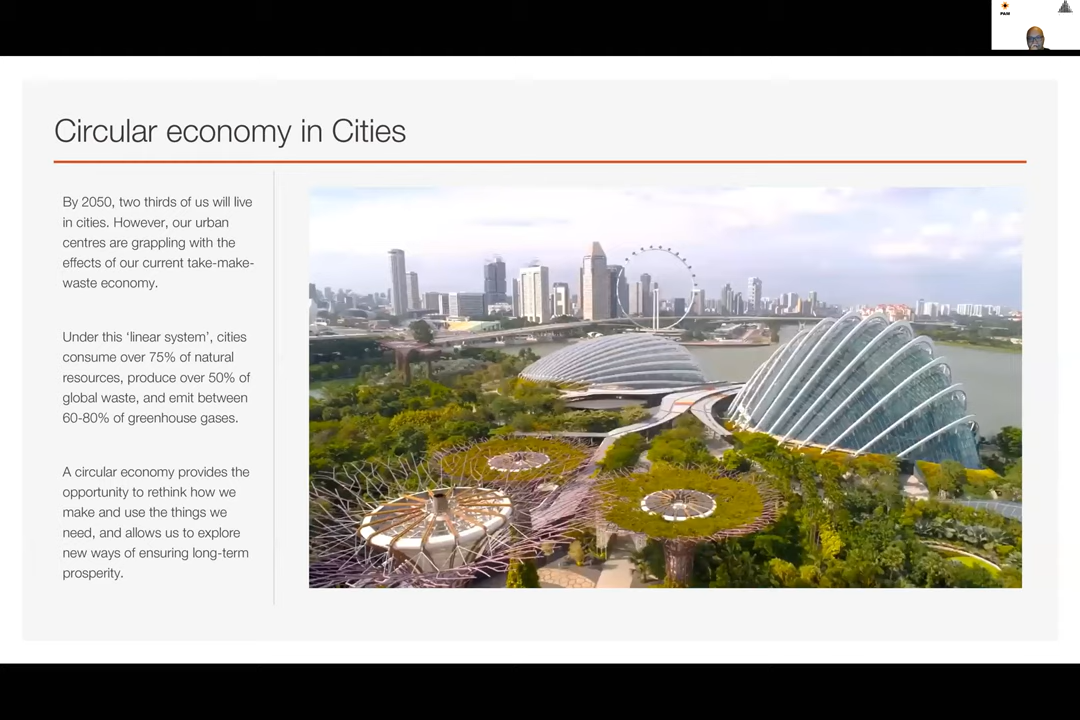 PAM
Circular economy in Cities
By 2050, two thirds of us will live
in cities. However, our urban
centres are grappling with the
effects of our current take-make-
waste economy.
Under this ‘linear system’, cities
consume over 75% of natural
resources, produce over 50% of
global waste, and emit between
60-80% of greenhouse gases.
A circular economy provides the
opportunity to rethink how we
make and use the things we
need, and allows us to explore
new ways of ensuring long-term
prosperity.